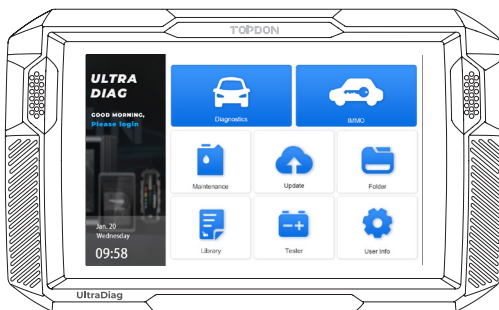 TOPDON
ULTRA
DIAG
GOOD MORNING,
Please login
Jan. 20
Wednesday
09:58
Diagnostics
IMMO
Maintenance
Update
Folder
Library
Tester
User Info
UltraDiag